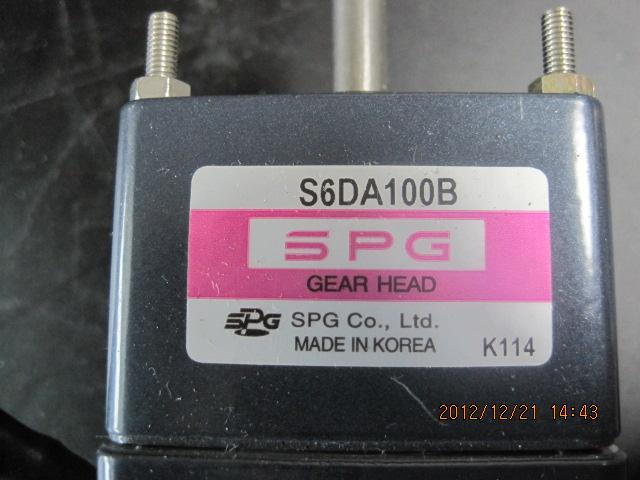 S6DA100B
SPG
GEAR HEAD
SPG SPG Co., Ltd.
MADE IN KOREA K114
2012/12/21 14:43